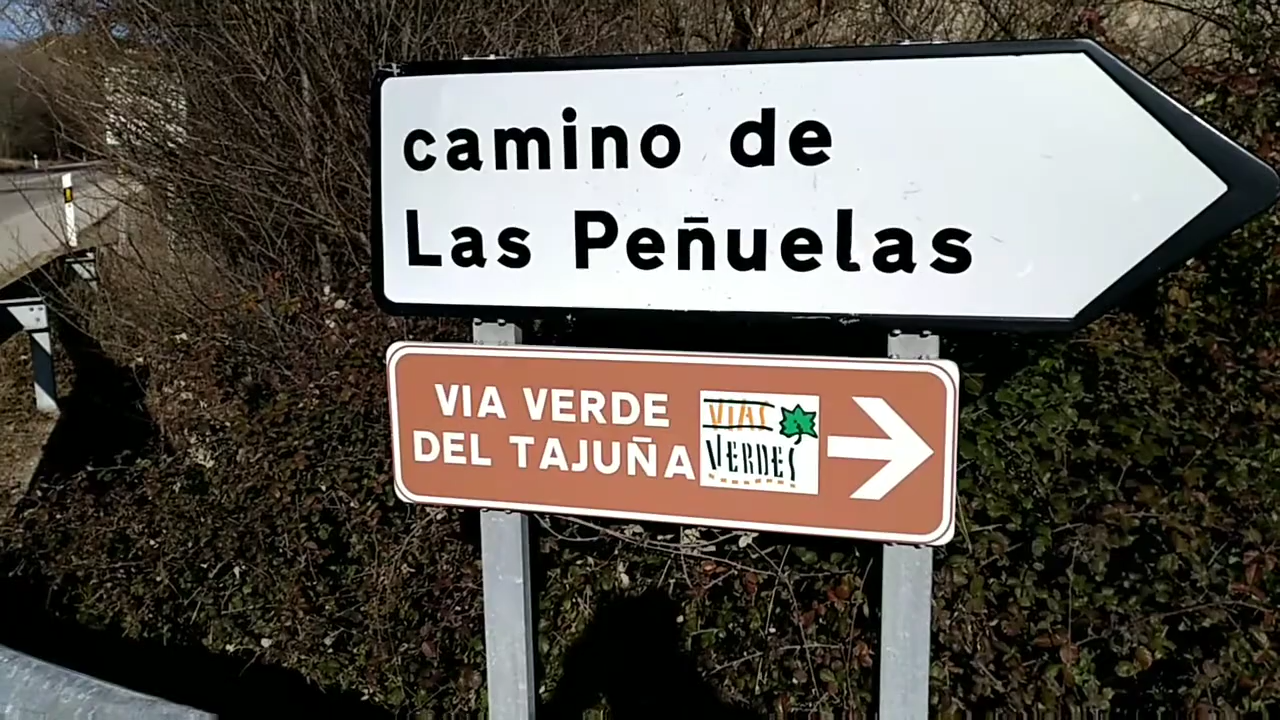 camino de
Las Peñuelas
VIA VERDE
DEL TAJUÑA
VIAS
VERDES